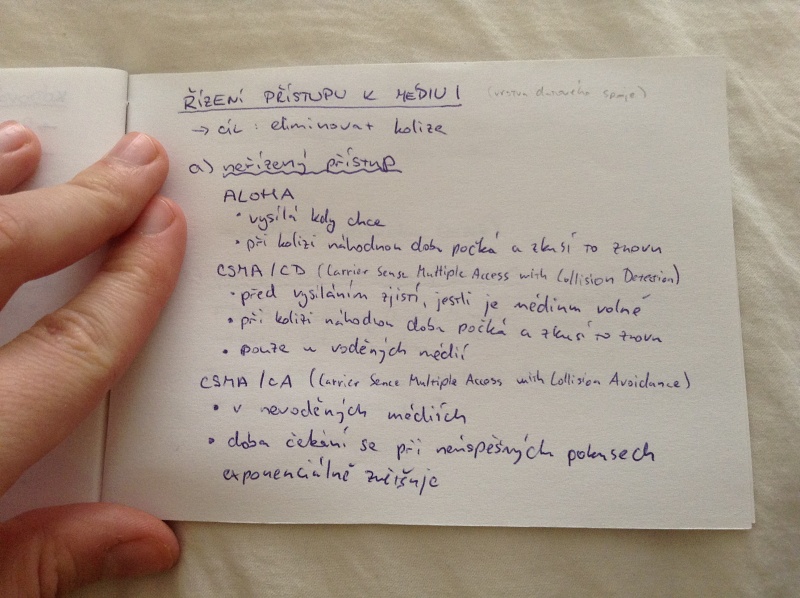 ŘÍZENÍ PŘÍSTUPU K MÉDIU I (vrstva datového spoje)
→ cíl : eliminovat kolize
a) neřízený přístup
ALOHA
• vysílá kdy chce
• při kolizi náhodnou dobu počká a zkusí to znovu
CSMA/CD (Carrier Sense Multiple Access with Collision Detection)
• před vysíláním zjistí, jestli je médium volné
• při kolizi náhodnou dobu počká a zkusí to znovu
• pouze u voděných médií
CSMA/CA (Carrier Sence Multiple Access with Collision Avoidance)
• v nevoděných médiích
• doba čekání se při neúspěšných pokusech
exponenciálně zvěišuje